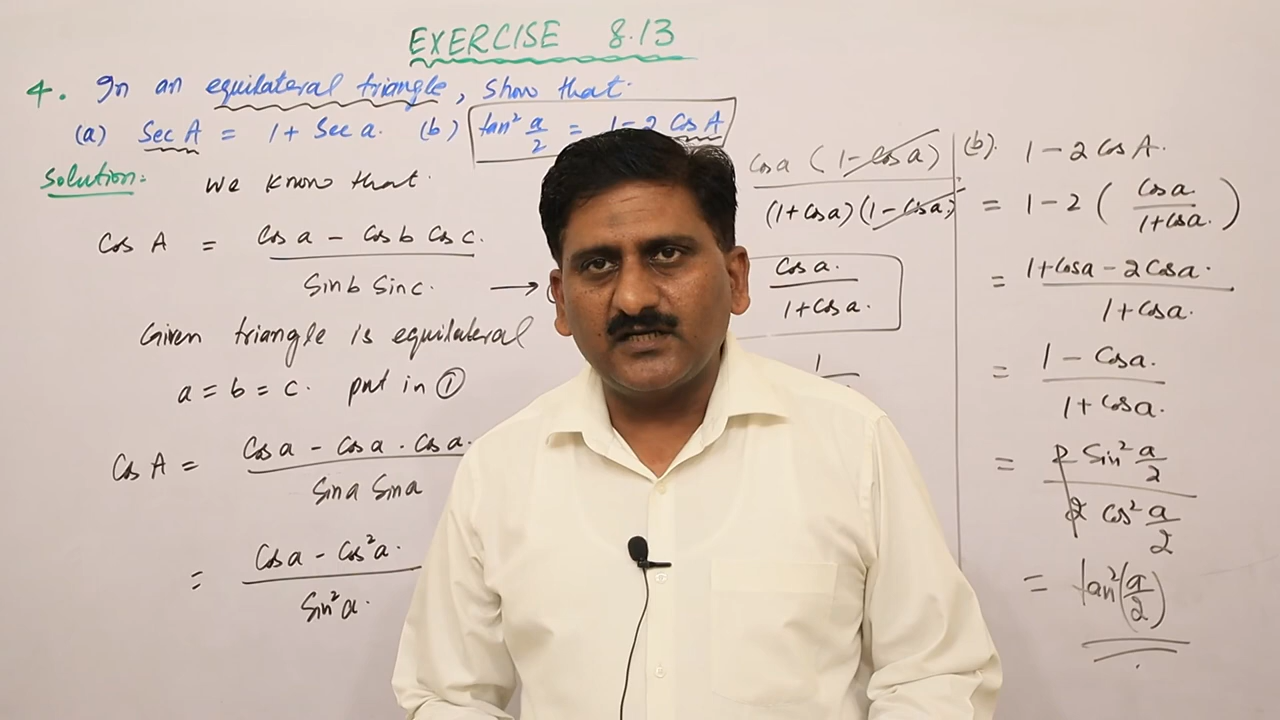 EXERCISE 8.13
4. In an equilateral triangle, show that.
(a) Sec A = 1 + Sec a. (b) tan² a/2 = 1-2 Cos A
Solution:- We know that.
Cos A = Cos a - Cos b Cos c. / Sin b Sin c. →
Given triangle is equilateral
a = b = c. put in ①
Cos A = Cos a - Cos a . Cos a. / Sin a Sin a
= Cos a - Cos² a. / Sin² a.
Cos a (1 - Cos a) / (1+Cos a)(1 - Cos a)
Cos a. / 1+Cos a.
1
(b). 1 - 2 Cos A.
= 1 - 2 ( Cos a. / 1+Cos a. )
= 1+Cos a - 2 Cos a. / 1+Cos a.
= 1 - Cos a. / 1+Cos a.
= 2 Sin² a/2 / 2 Cos² a/2
= tan² (a/2)